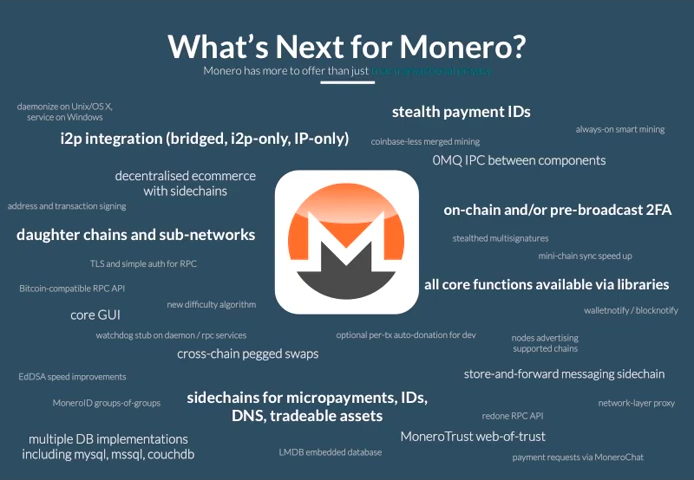 What's Next for Monero?
Monero has more to offer than just
daemonize on Unix/OS X,
service on Windows
stealth payment IDs
always-on smart mining
i2p integration (bridged, i2p-only, IP-only)
coinbase-less merged mining
0MQ IPC between components
decentralised ecommerce
with sidechains
address and transaction signing
on-chain and/or pre-broadcast 2FA
daughter chains and sub-networks
stealthed multisignatures
mini-chain sync speed up
TLS and simple auth for RPC
all core functions available via libraries
Bitcoin-compatible RPC API
new difficulty algorithm
walletnotify / blocknotify
core GUI
watchdog stub on daemon / rpc services
optional per-tx auto-donation for dev
nodes advertising
supported chains
cross-chain pegged swaps
EdDSA speed improvements
store-and-forward messaging sidechain
sidechains for micropayments, IDs,
DNS, tradeable assets
MoneroID groups-of-groups
network-layer proxy
redone RPC API
multiple DB implementations
including mysql, mssql, couchdb
MoneroTrust web-of-trust
LMDB embedded database
payment requests via MoneroChat